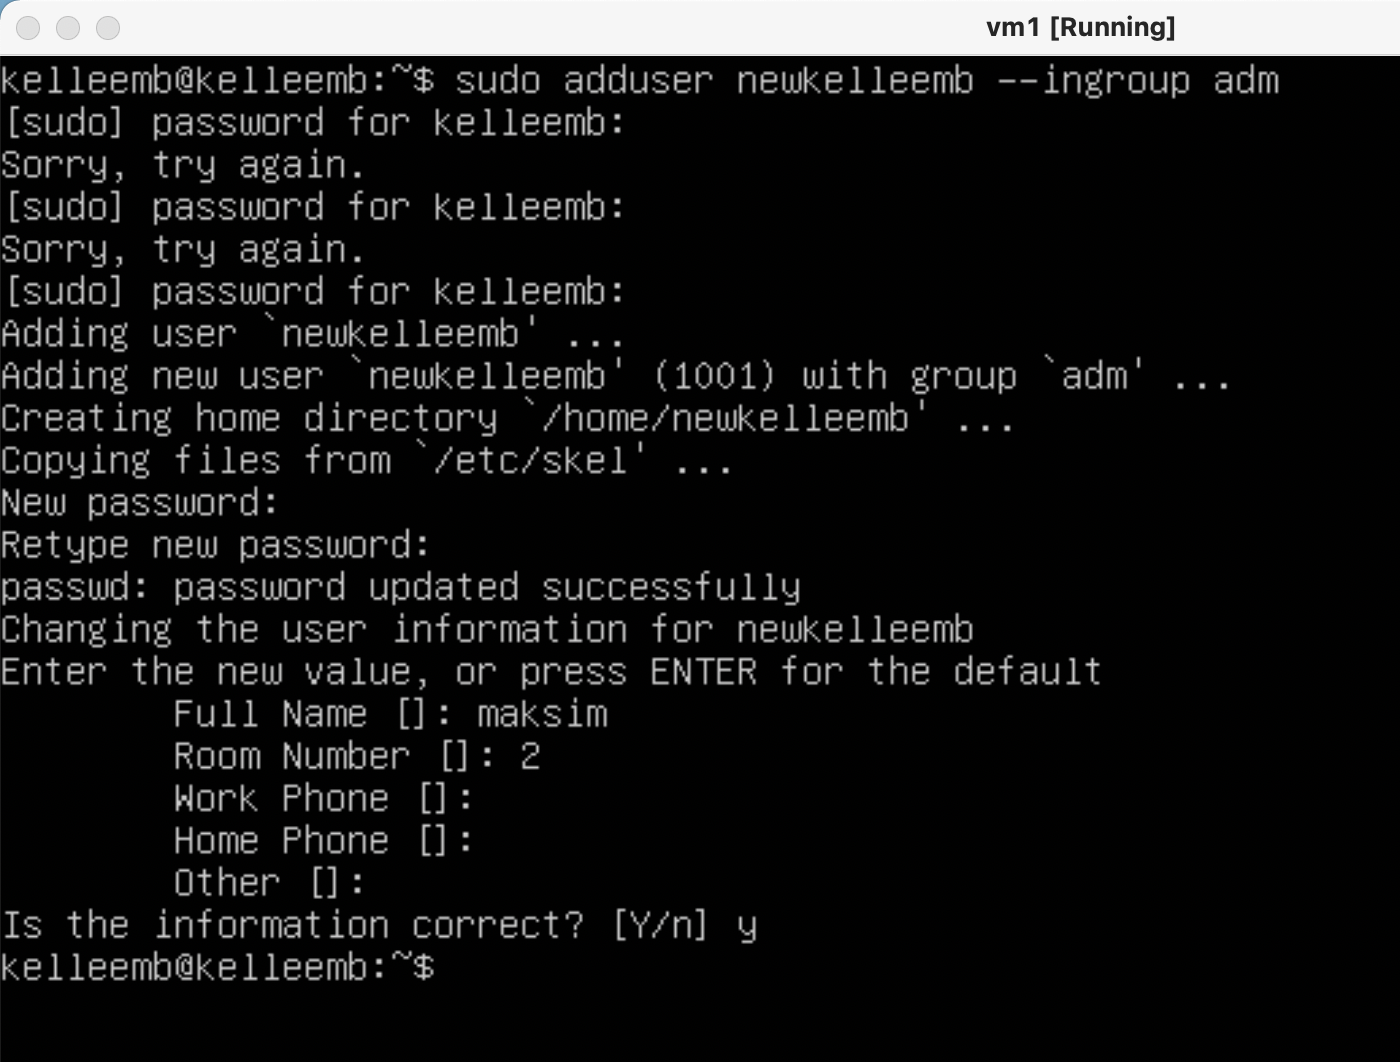 vm1 [Running]
kelleemb@kelleemb:~$ sudo adduser newkelleemb --ingroup adm
[sudo] password for kelleemb:
Sorry, try again.
[sudo] password for kelleemb:
Sorry, try again.
[sudo] password for kelleemb:
Adding user `newkelleemb' ...
Adding new user `newkelleemb' (1001) with group `adm' ...
Creating home directory `/home/newkelleemb' ...
Copying files from `/etc/skel' ...
New password:
Retype new password:
passwd: password updated successfully
Changing the user information for newkelleemb
Enter the new value, or press ENTER for the default
Full Name []: maksim
Room Number []: 2
Work Phone []:
Home Phone []:
Other []:
Is the information correct? [Y/n] y
kelleemb@kelleemb:~$